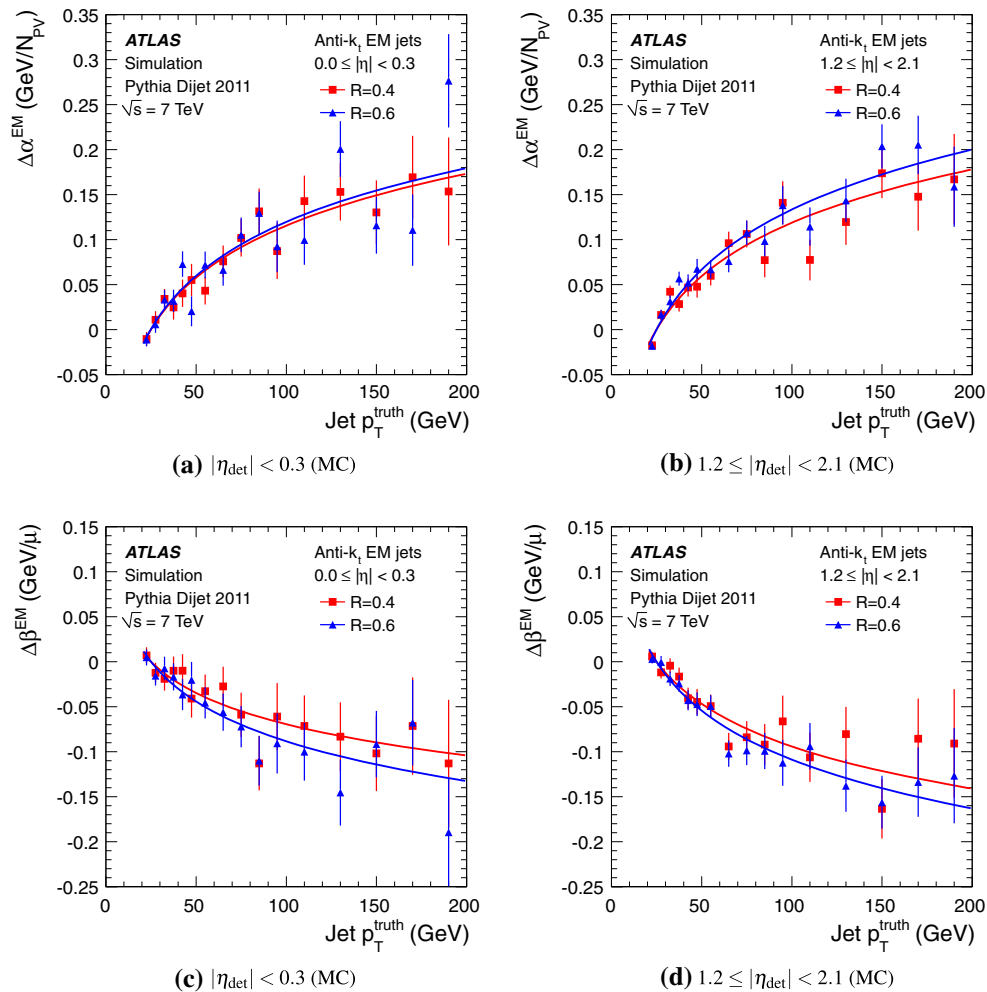 ATLAS
Simulation
Pythia Dijet 2011
√s = 7 TeV
Anti-kt EM jets
0.0 ≤ |η| < 0.3
R=0.4
R=0.6
Δα^EM (GeV/N_PV)
0.35
0.3
0.25
0.2
0.15
0.1
0.05
0
-0.05
0 50 100 150 200
Jet p_T^truth (GeV)
(a) |η_det| < 0.3 (MC)
ATLAS
Simulation
Pythia Dijet 2011
√s = 7 TeV
Anti-kt EM jets
1.2 ≤ |η| < 2.1
R=0.4
R=0.6
Δα^EM (GeV/N_PV)
0.35
0.3
0.25
0.2
0.15
0.1
0.05
0
-0.05
0 50 100 150 200
Jet p_T^truth (GeV)
(b) 1.2 ≤ |η_det| < 2.1 (MC)
ATLAS
Simulation
Pythia Dijet 2011
√s = 7 TeV
Anti-kt EM jets
0.0 ≤ |η| < 0.3
R=0.4
R=0.6
Δβ^EM (GeV/μ)
0.15
0.1
0.05
0
-0.05
-0.1
-0.15
-0.2
-0.25
0 50 100 150 200
Jet p_T^truth (GeV)
(c) |η_det| < 0.3 (MC)
ATLAS
Simulation
Pythia Dijet 2011
√s = 7 TeV
Anti-kt EM jets
1.2 ≤ |η| < 2.1
R=0.4
R=0.6
Δβ^EM (GeV/μ)
0.15
0.1
0.05
0
-0.05
-0.1
-0.15
-0.2
-0.25
0 50 100 150 200
Jet p_T^truth (GeV)
(d) 1.2 ≤ |η_det| < 2.1 (MC)